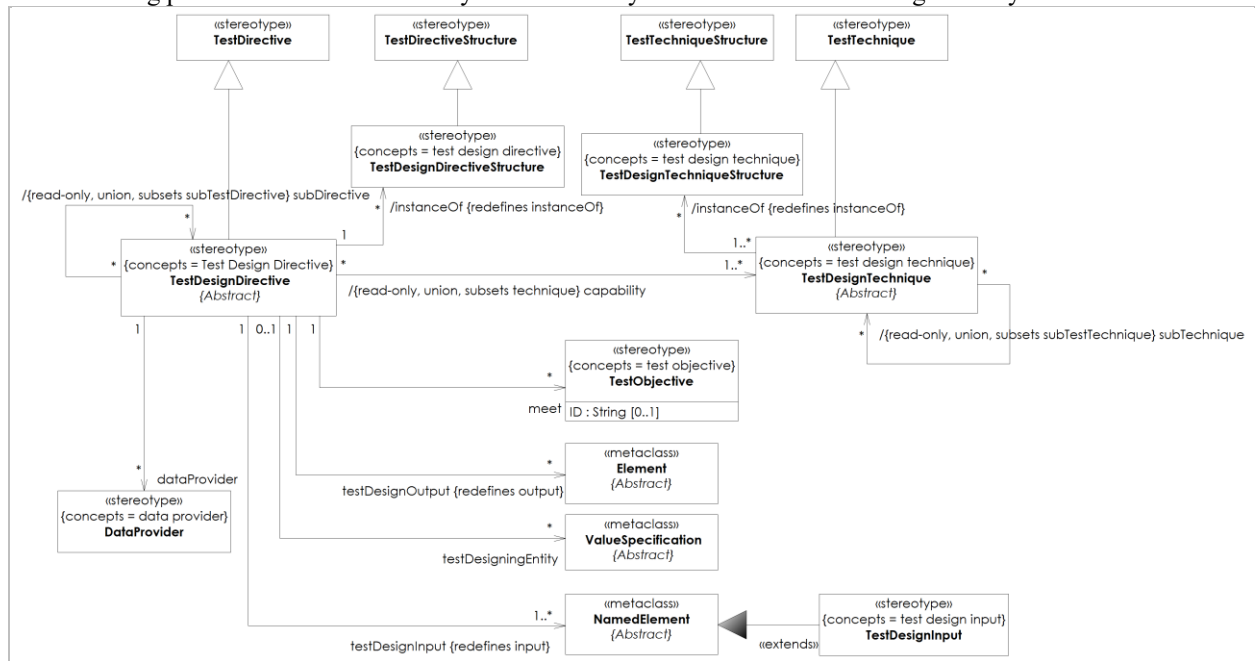 «stereotype»
TestDirective
«stereotype»
TestDirectiveStructure
«stereotype»
TestTechniqueStructure
«stereotype»
TestTechnique
«stereotype»
{concepts = test design directive}
TestDesignDirectiveStructure
«stereotype»
{concepts = test design technique}
TestDesignTechniqueStructure
/{read-only, union, subsets subTestDirective} subDirective
*
*
/instanceOf {redefines instanceOf}
1
*
/instanceOf {redefines instanceOf}
1..*
«stereotype»
{concepts = Test Design Directive}
TestDesignDirective
{Abstract}
*
*
1..*
/{read-only, union, subsets technique} capability
«stereotype»
{concepts = test design technique}
TestDesignTechnique
{Abstract}
*
*
/{read-only, union, subsets subTestTechnique} subTechnique
1
1
0..1
1
1
«stereotype»
{concepts = test objective}
TestObjective
ID : String [0..1]
*
meet
«metaclass»
Element
{Abstract}
*
testDesignOutput {redefines output}
*
dataProvider
«stereotype»
{concepts = data provider}
DataProvider
«metaclass»
ValueSpecification
{Abstract}
*
testDesigningEntity
«metaclass»
NamedElement
{Abstract}
1..*
testDesignInput {redefines input}
«extends»
«stereotype»
{concepts = test design input}
TestDesignInput